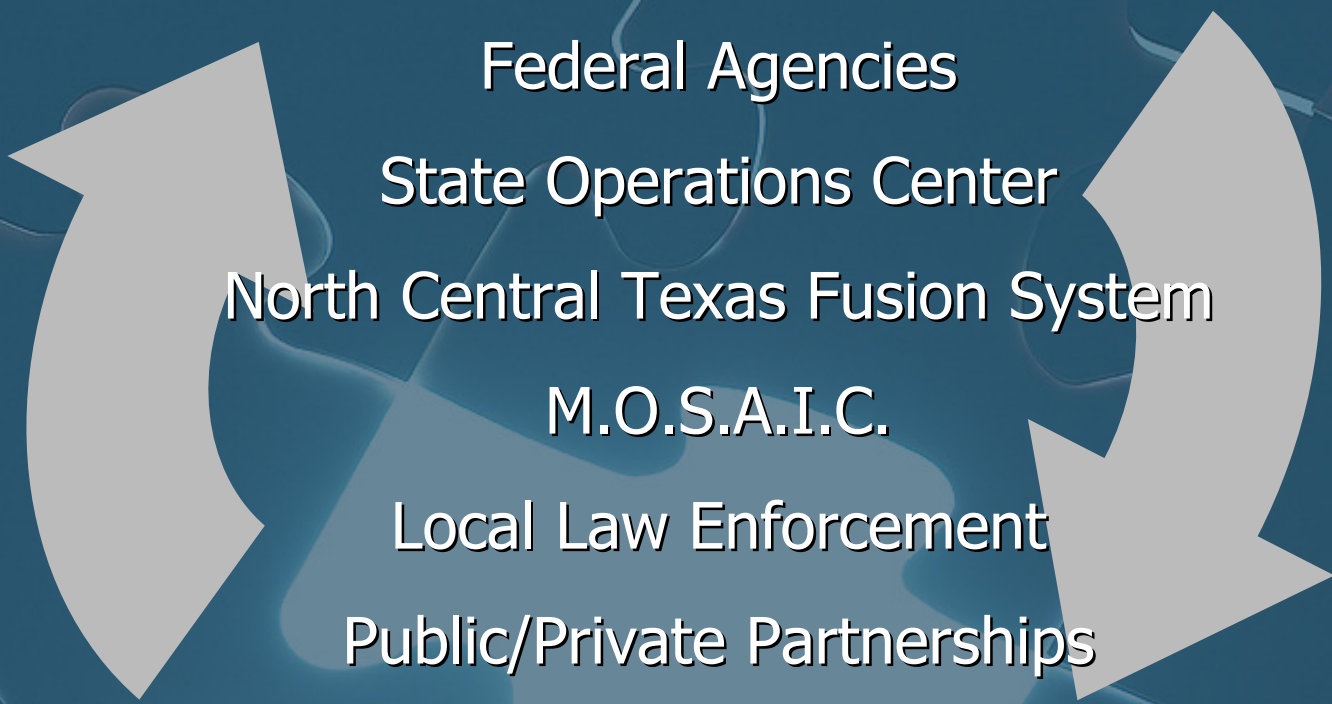 Federal Agencies
State Operations Center
North Central Texas Fusion System
M.O.S.A.I.C.
Local Law Enforcement
Public/Private Partnerships